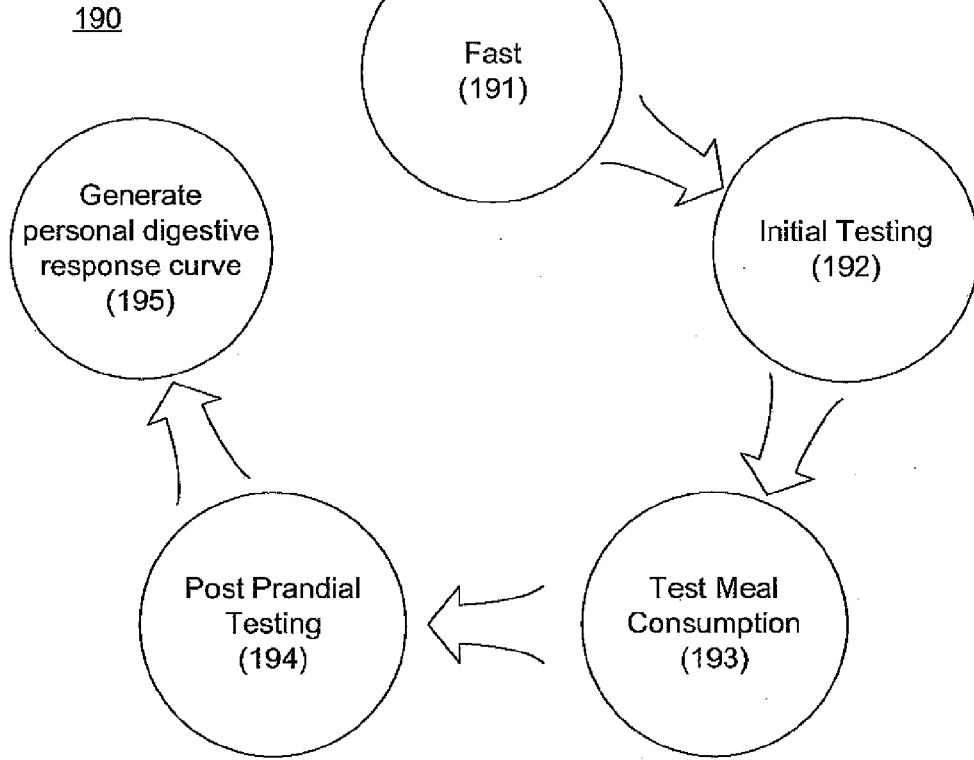 190
Fast
(191)
Initial Testing
(192)
Test Meal
Consumption
(193)
Post Prandial
Testing
(194)
Generate
personal digestive
response curve
(195)